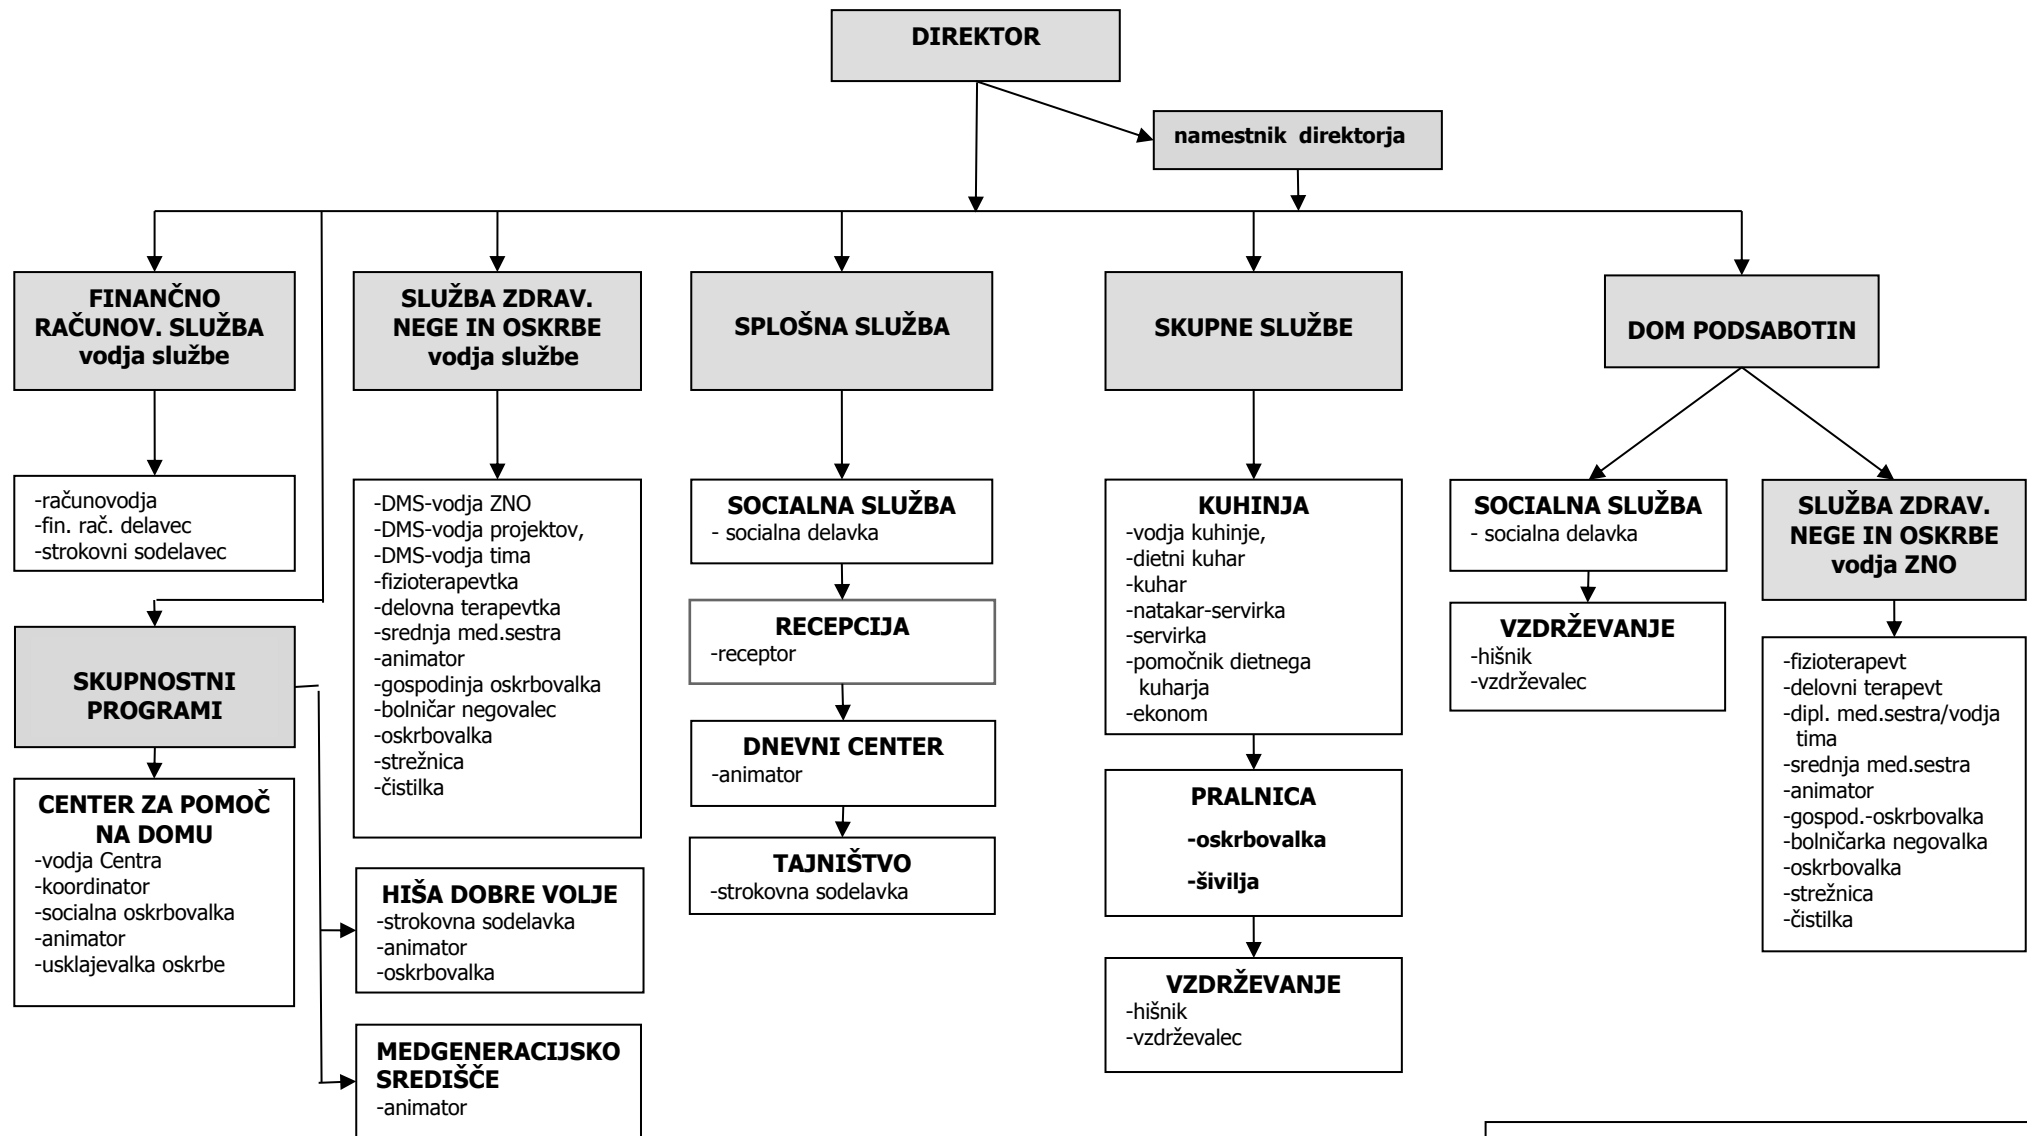 DIREKTOR
namestnik direktorja
FINANČNO
RAČUNOV. SLUŽBA
vodja službe
SLUŽBA ZDRAV.
NEGE IN OSKRBE
vodja službe
SPLOŠNA SLUŽBA
SKUPNE SLUŽBE
DOM PODSABOTIN
-računovodja
-fin. rač. delavec
-strokovni sodelavec
SKUPNOSTNI
PROGRAMI
CENTER ZA POMOČ
NA DOMU
-vodja Centra
-koordinator
-socialna oskrbovalka
-animator
-usklajevalka oskrbe
-DMS-vodja ZNO
-DMS-vodja projektov,
-DMS-vodja tima
-fizioterapevtka
-delovna terapevtka
-srednja med.sestra
-animator
-gospodinja oskrbovalka
-bolničar negovalec
-oskrbovalka
-strežnica
-čistilka
HIŠA DOBRE VOLJE
-strokovna sodelavka
-animator
-oskrbovalka
MEDGENERACIJSKO
SREDIŠČE
-animator
SOCIALNA SLUŽBA
- socialna delavka
RECEPCIJA
-receptor
DNEVNI CENTER
-animator
TAJNIŠTVO
-strokovna sodelavka
KUHINJA
-vodja kuhinje,
-dietni kuhar
-kuhar
-natakar-servirka
-servirka
-pomočnik dietnega
kuharja
-ekonom
PRALNICA
-oskrbovalka
-šivilja
VZDRŽEVANJE
-hišnik
-vzdrževalec
SOCIALNA SLUŽBA
- socialna delavka
VZDRŽEVANJE
-hišnik
-vzdrževalec
SLUŽBA ZDRAV.
NEGE IN OSKRBE
vodja ZNO
-fizioterapevt
-delovni terapevt
-dipl. med.sestra/vodja
tima
-srednja med.sestra
-animator
-gospod.-oskrbovalka
-bolničarka negovalka
-oskrbovalka
-strežnica
-čistilka